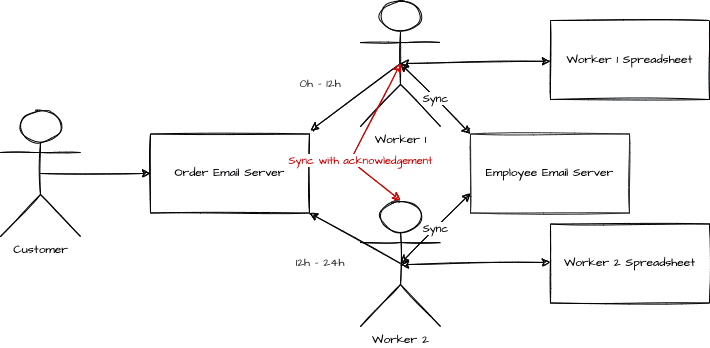 Worker 1 Spreadsheet
0h - 12h
Sync
Worker 1
Sync with acknowledgement
Order Email Server
Employee Email Server
Customer
Sync
12h - 24h
Worker 2 Spreadsheet
Worker 2